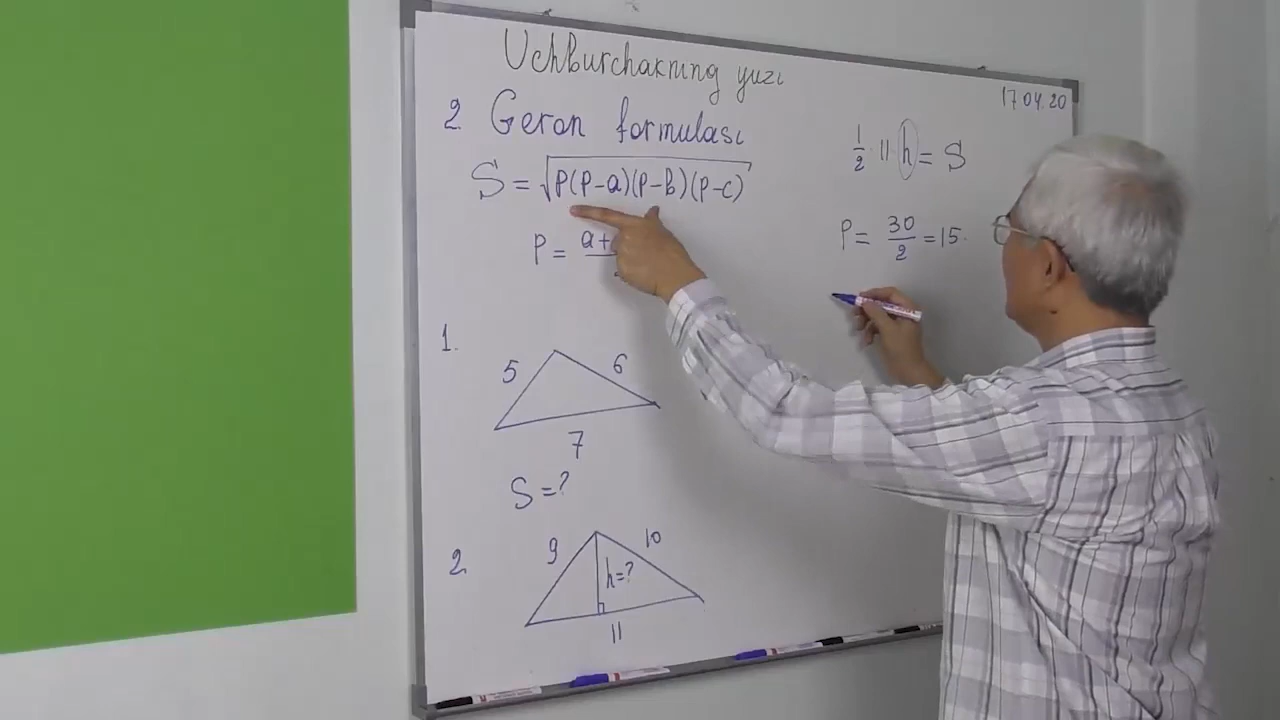 Uchburchakning yuzi
17.04.20
2. Geron formulasi
S = √p(p-a)(p-b)(p-c)
p = a+
1/2 · 11 h = S
p = 30/2 = 15.
1.
5
6
7
S = ?
2.
9
10
h = ?
11